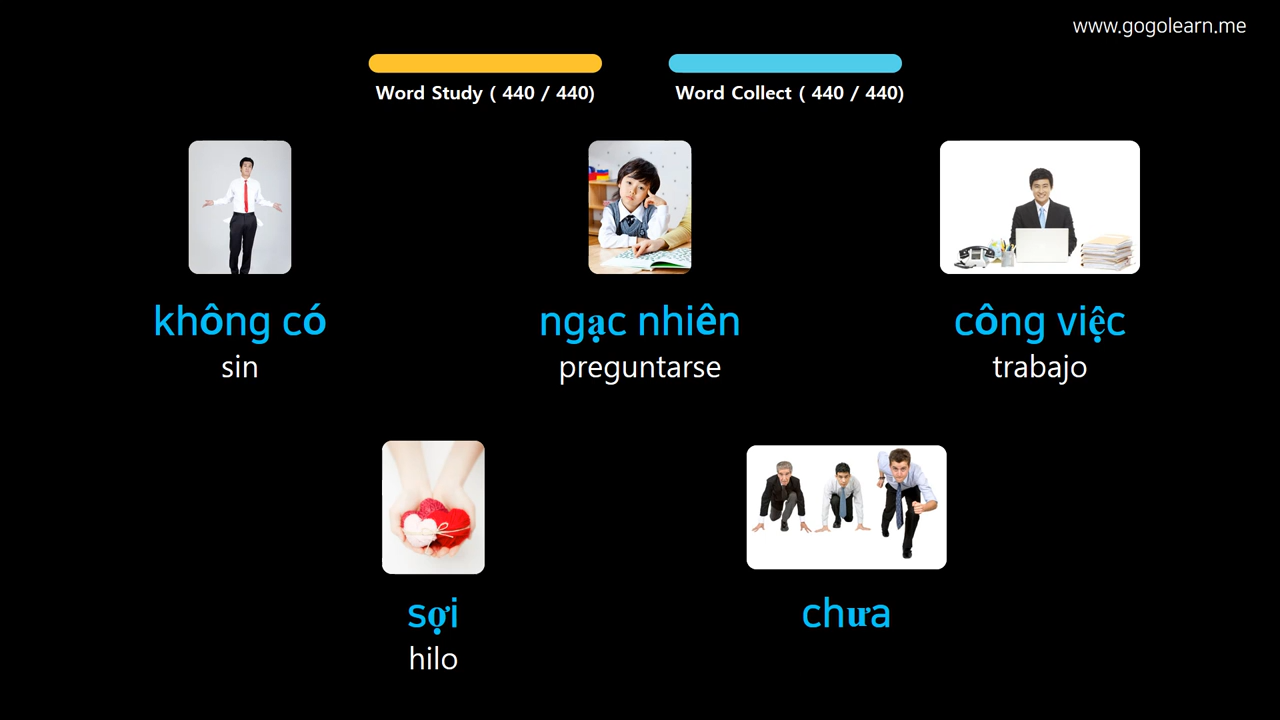 www.gogolearn.me
Word Study ( 440 / 440)
Word Collect ( 440 / 440)
không có
sin
ngạc nhiên
preguntarse
công việc
trabajo
sợi
hilo
chưa